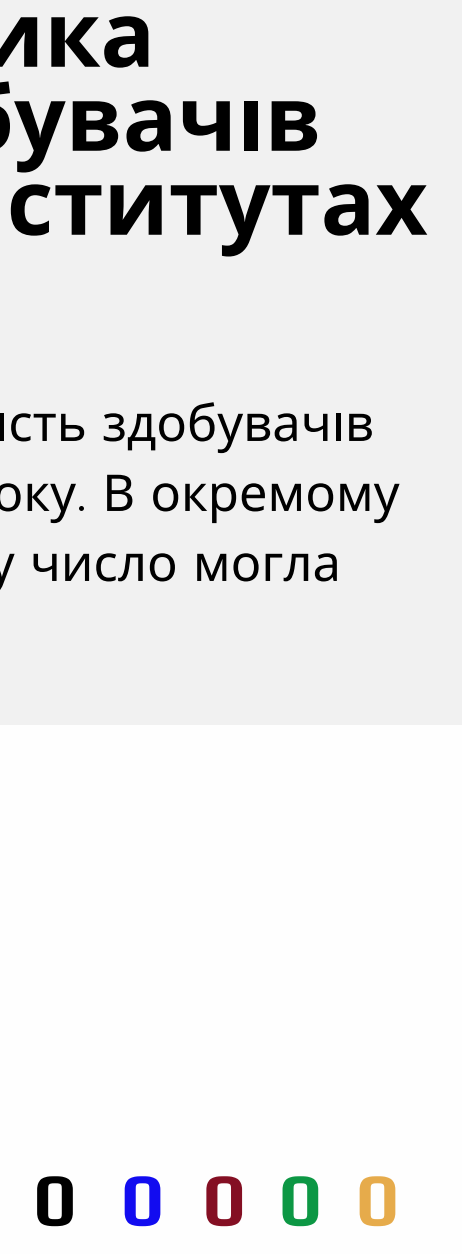 ика
бувачів
ститутах
ість здобувачів
оку. В окремому
у число могла
0 0 0 0 0